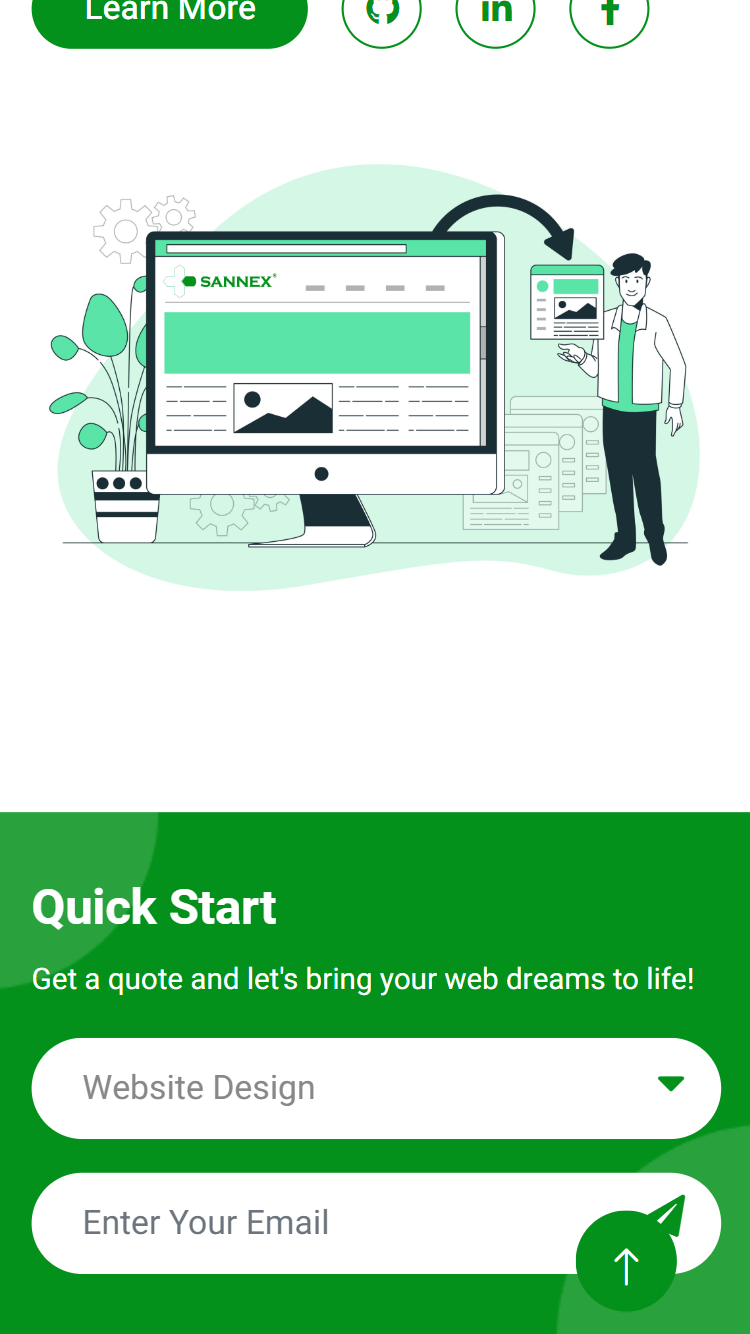 Learn More
in
f
SANNEX®
Quick Start
Get a quote and let's bring your web dreams to life!
Website Design
Enter Your Email